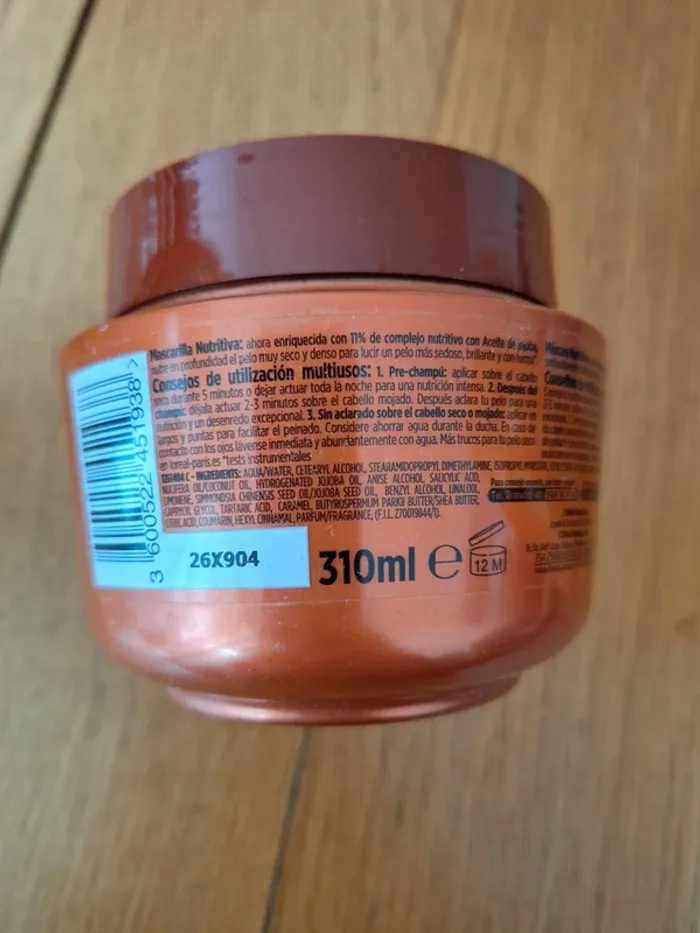 Mascarilla Nutritiva: ahora enriquecida con 11% de complejo nutritivo con Aceite de jojoba,
nutre en profundidad el pelo muy seco y denso para lucir un pelo más sedoso, brillante y con forma*.
Consejos de utilización multiusos: 1. Pre-champú: aplicar sobre el cabello
seco durante 5 minutos o dejar actuar toda la noche para una nutrición intensa. 2. Después del
champú: déjala actuar 2-3 minutos sobre el cabello mojado. Después aclara tu pelo para una
nutrición y un desenredo excepcional. 3. Sin aclarado sobre el cabello seco o mojado: aplicar en
largos y puntas para facilitar el peinado. Considere ahorrar agua durante la ducha. En caso de
contacto con los ojos lávense inmediata y abundantemente con agua. Más trucos para tu pelo seco
en loreal-paris.es *tests instrumentales
C - INGREDIENTS: AQUA/WATER, CETEARYL ALCOHOL, STEARAMIDOPROPYL DIMETHYLAMINE, ISOPROPYL MYRISTATE,
NUCIFERA OIL/COCONUT OIL, HYDROGENATED JOJOBA OIL, ANISE ALCOHOL, SALICYLIC ACID,
LIMONENE, SIMMONDSIA CHINENSIS SEED OIL/JOJOBA SEED OIL, BENZYL ALCOHOL, LINALOOL,
CAPRYLYL GLYCOL, TARTARIC ACID, CARAMEL, BUTYROSPERMUM PARKII BUTTER/SHEA BUTTER,
CITRIC ACID, COUMARIN, HEXYL CINNAMAL, PARFUM/FRAGRANCE, (F.I.L. Z70019844/1).
3 600522 451938 >
26X904
310ml e 12 M